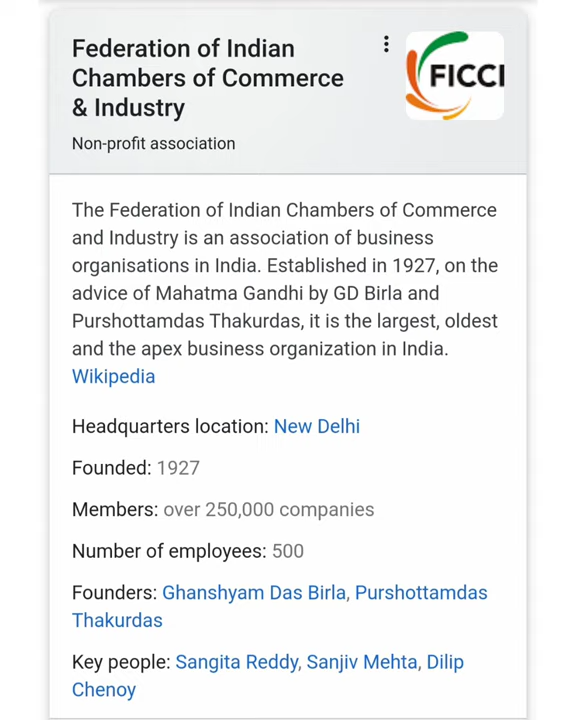 Federation of Indian
Chambers of Commerce
& Industry
Non-profit association
FICCI
The Federation of Indian Chambers of Commerce
and Industry is an association of business
organisations in India. Established in 1927, on the
advice of Mahatma Gandhi by GD Birla and
Purshottamdas Thakurdas, it is the largest, oldest
and the apex business organization in India.
Wikipedia
Headquarters location: New Delhi
Founded: 1927
Members: over 250,000 companies
Number of employees: 500
Founders: Ghanshyam Das Birla, Purshottamdas
Thakurdas
Key people: Sangita Reddy, Sanjiv Mehta, Dilip
Chenoy